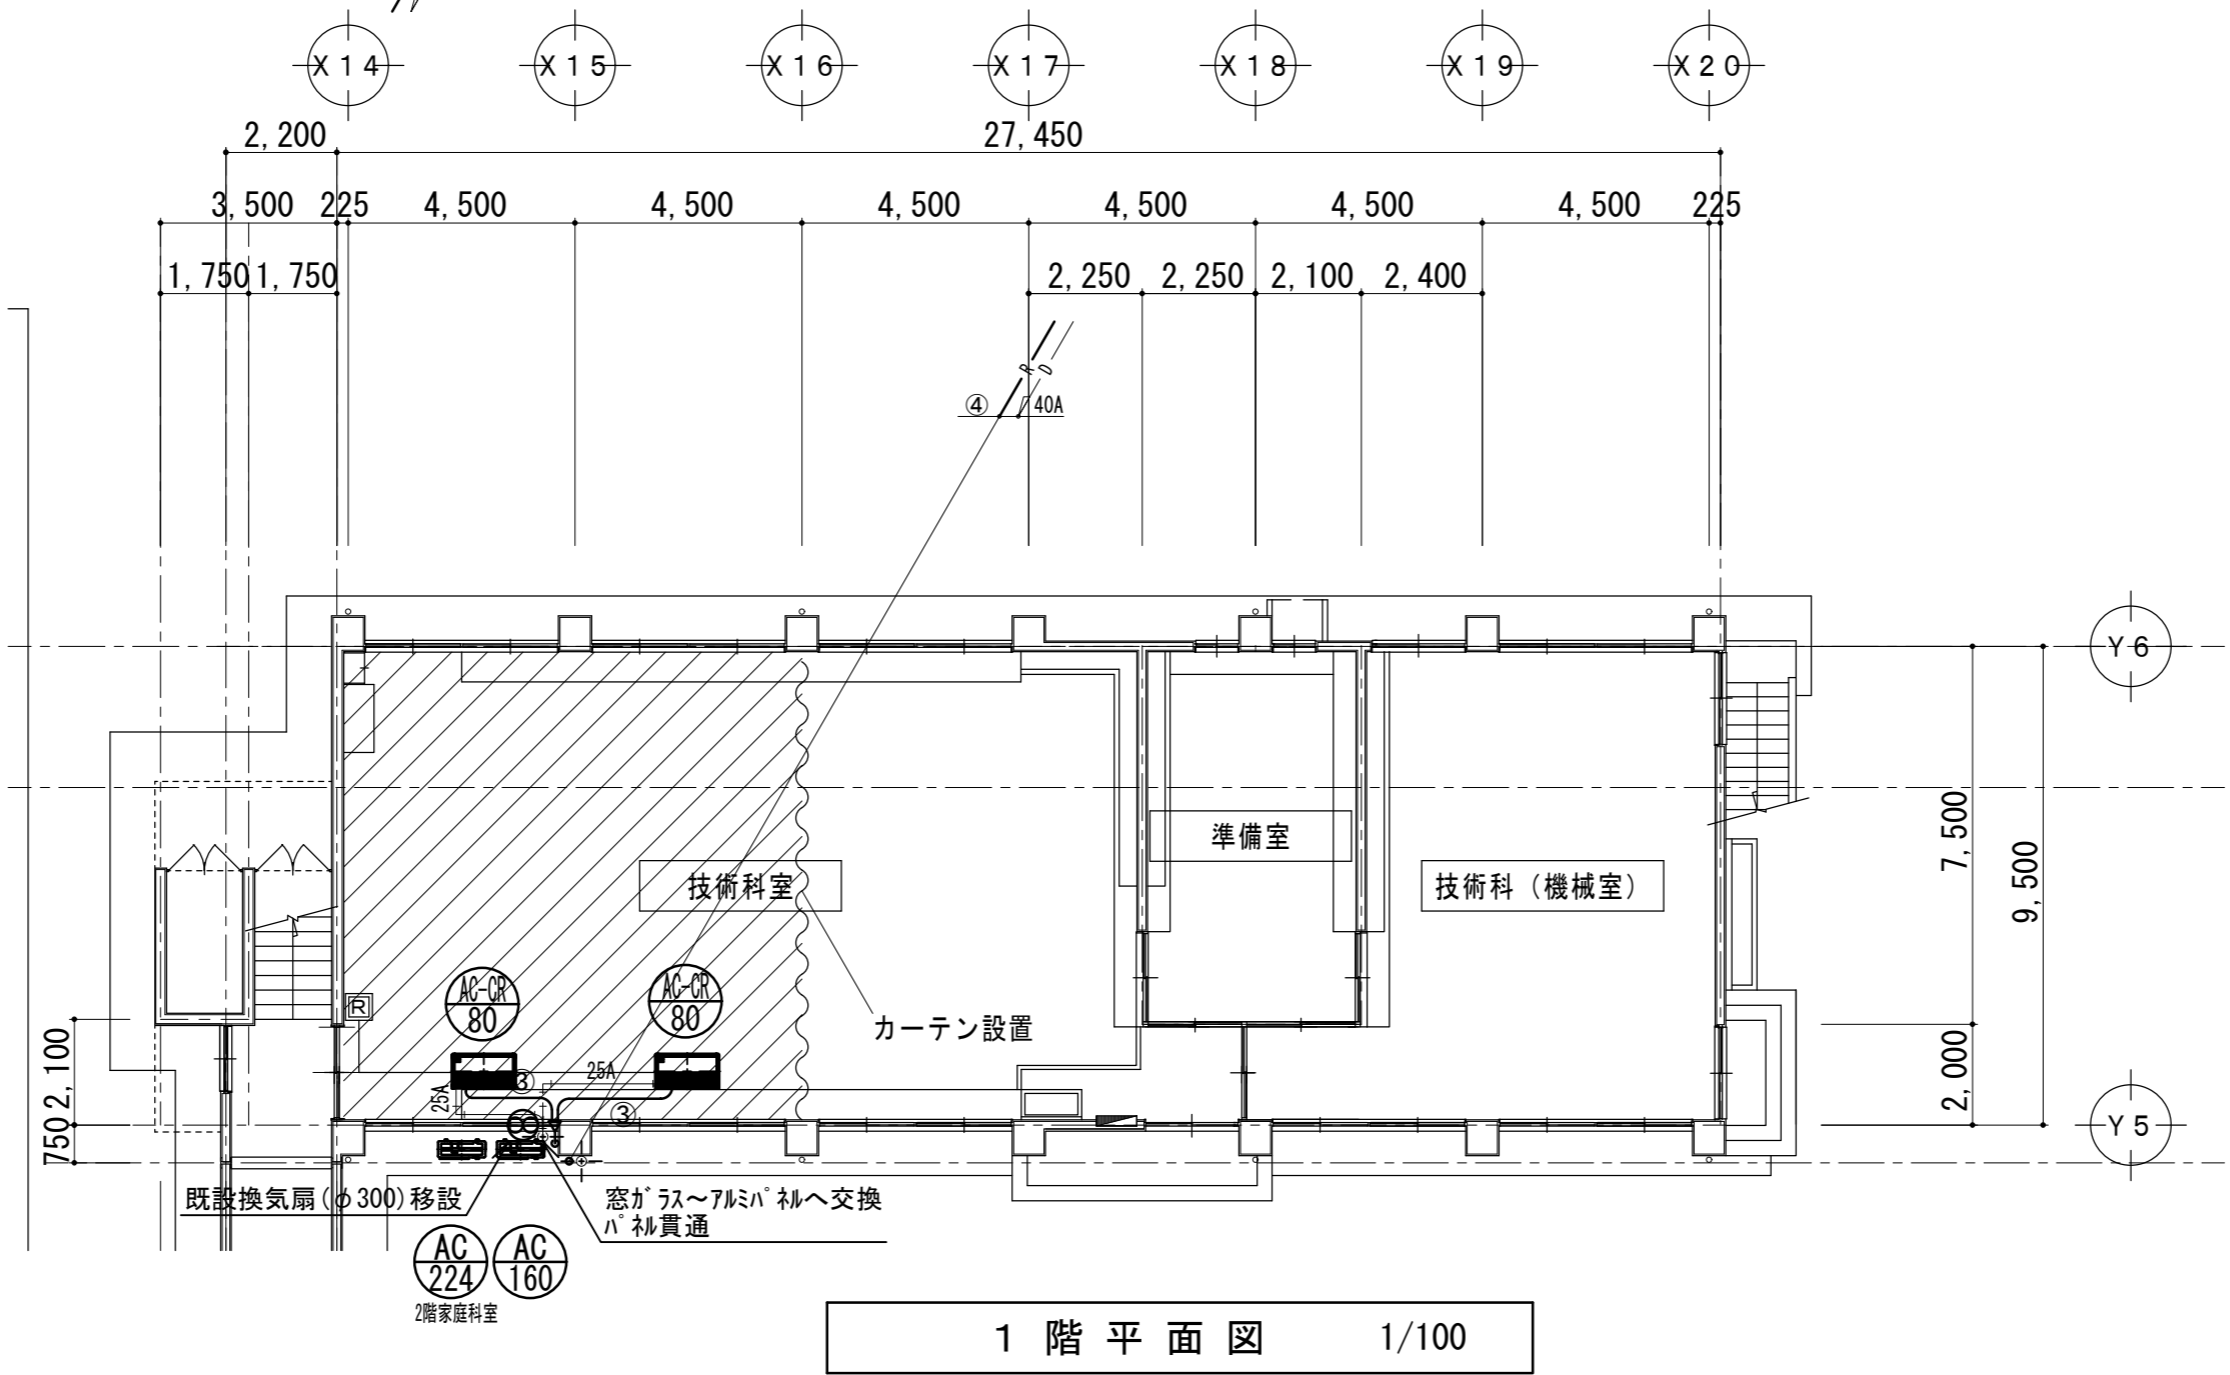 X14 X15 X16 X17 X18 X19 X20
2,200 27,450
3,500 225 4,500 4,500 4,500 4,500 4,500 4,500 225
1,750 1,750 2,250 2,250 2,100 2,400
R
D
④ 40A
Y6
準備室
技術科室 技術科（機械室）
7,500
9,500
AC-CR
80
AC-CR
80
R
カーテン設置
2,100
2,000
25A
③
25A
③
750
Y5
既設換気扇(φ300)移設
窓ｶﾞﾗｽ～ｱﾙﾐﾊﾟﾈﾙへ交換
ﾊﾟﾈﾙ貫通
AC
224
AC
160
2階家庭科室
1階平面図 1/100